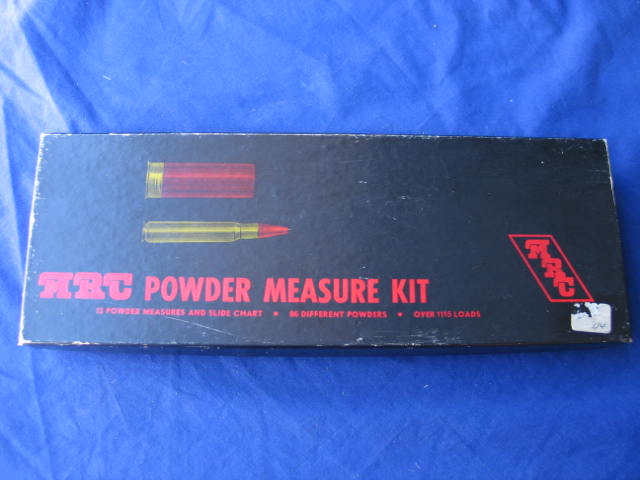 ARC POWDER MEASURE KIT
13 POWDER MEASURES AND SLIDE CHART • 86 DIFFERENT POWDERS • OVER 1115 LOADS
ARC